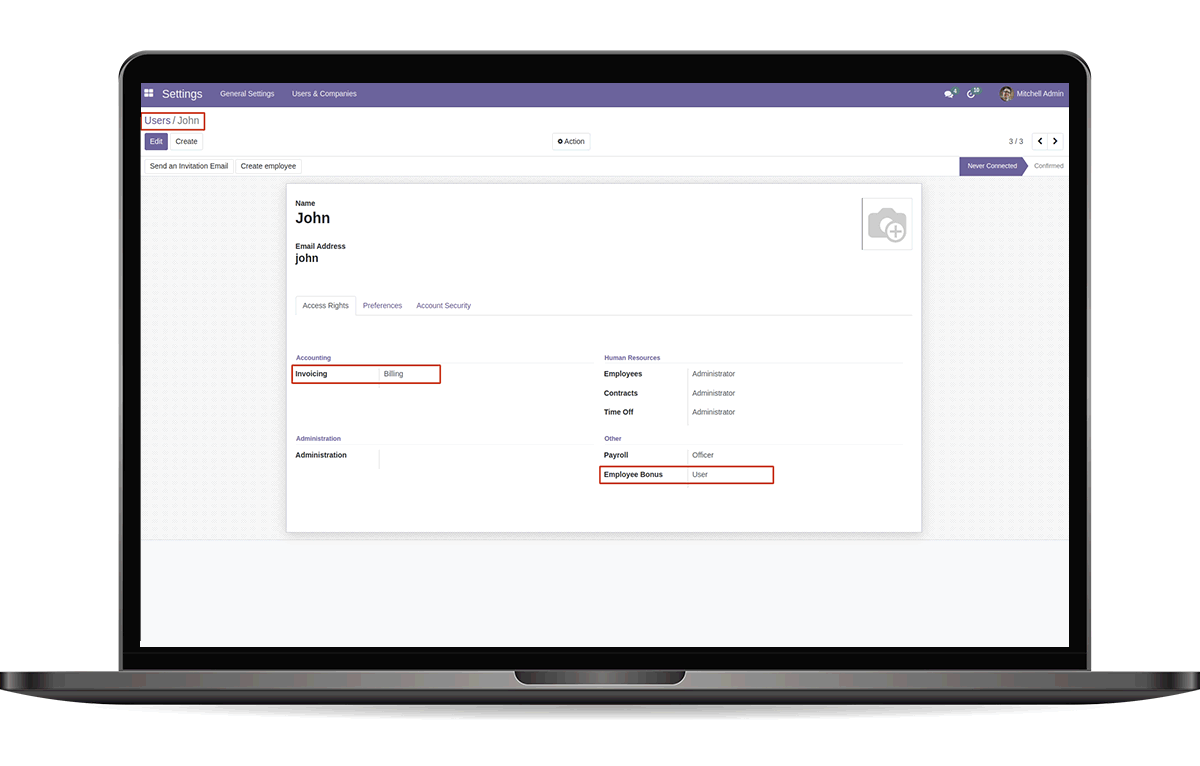 Settings General Settings Users & Companies 4 10 Mitchell Admin
Users / John
Edit Create Action 3 / 3
Send an Invitation Email Create employee Never Connected Confirmed
Name
John
Email Address
john
Access Rights Preferences Account Security
Accounting Human Resources
Invoicing Billing Employees Administrator
Contracts Administrator
Time Off Administrator
Administration Other
Administration Payroll Officer
Employee Bonus User